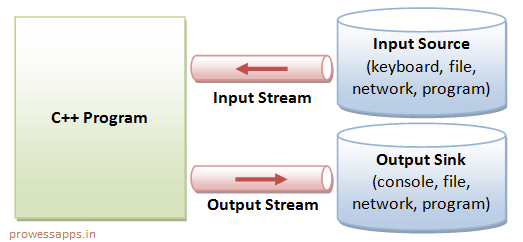 C++ Program
Input Stream
Input Source
(keyboard, file,
network, program)
Output Stream
Output Sink
(console, file,
network, program)
prowessapps.in